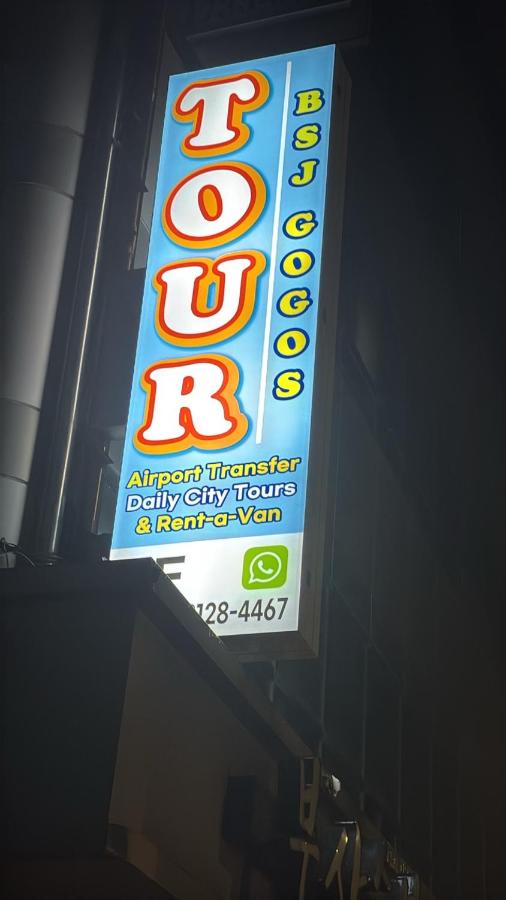 TOUR
BSJ GOGOS
Airport Transfer
Daily City Tours
& Rent-a-Van
128-4467